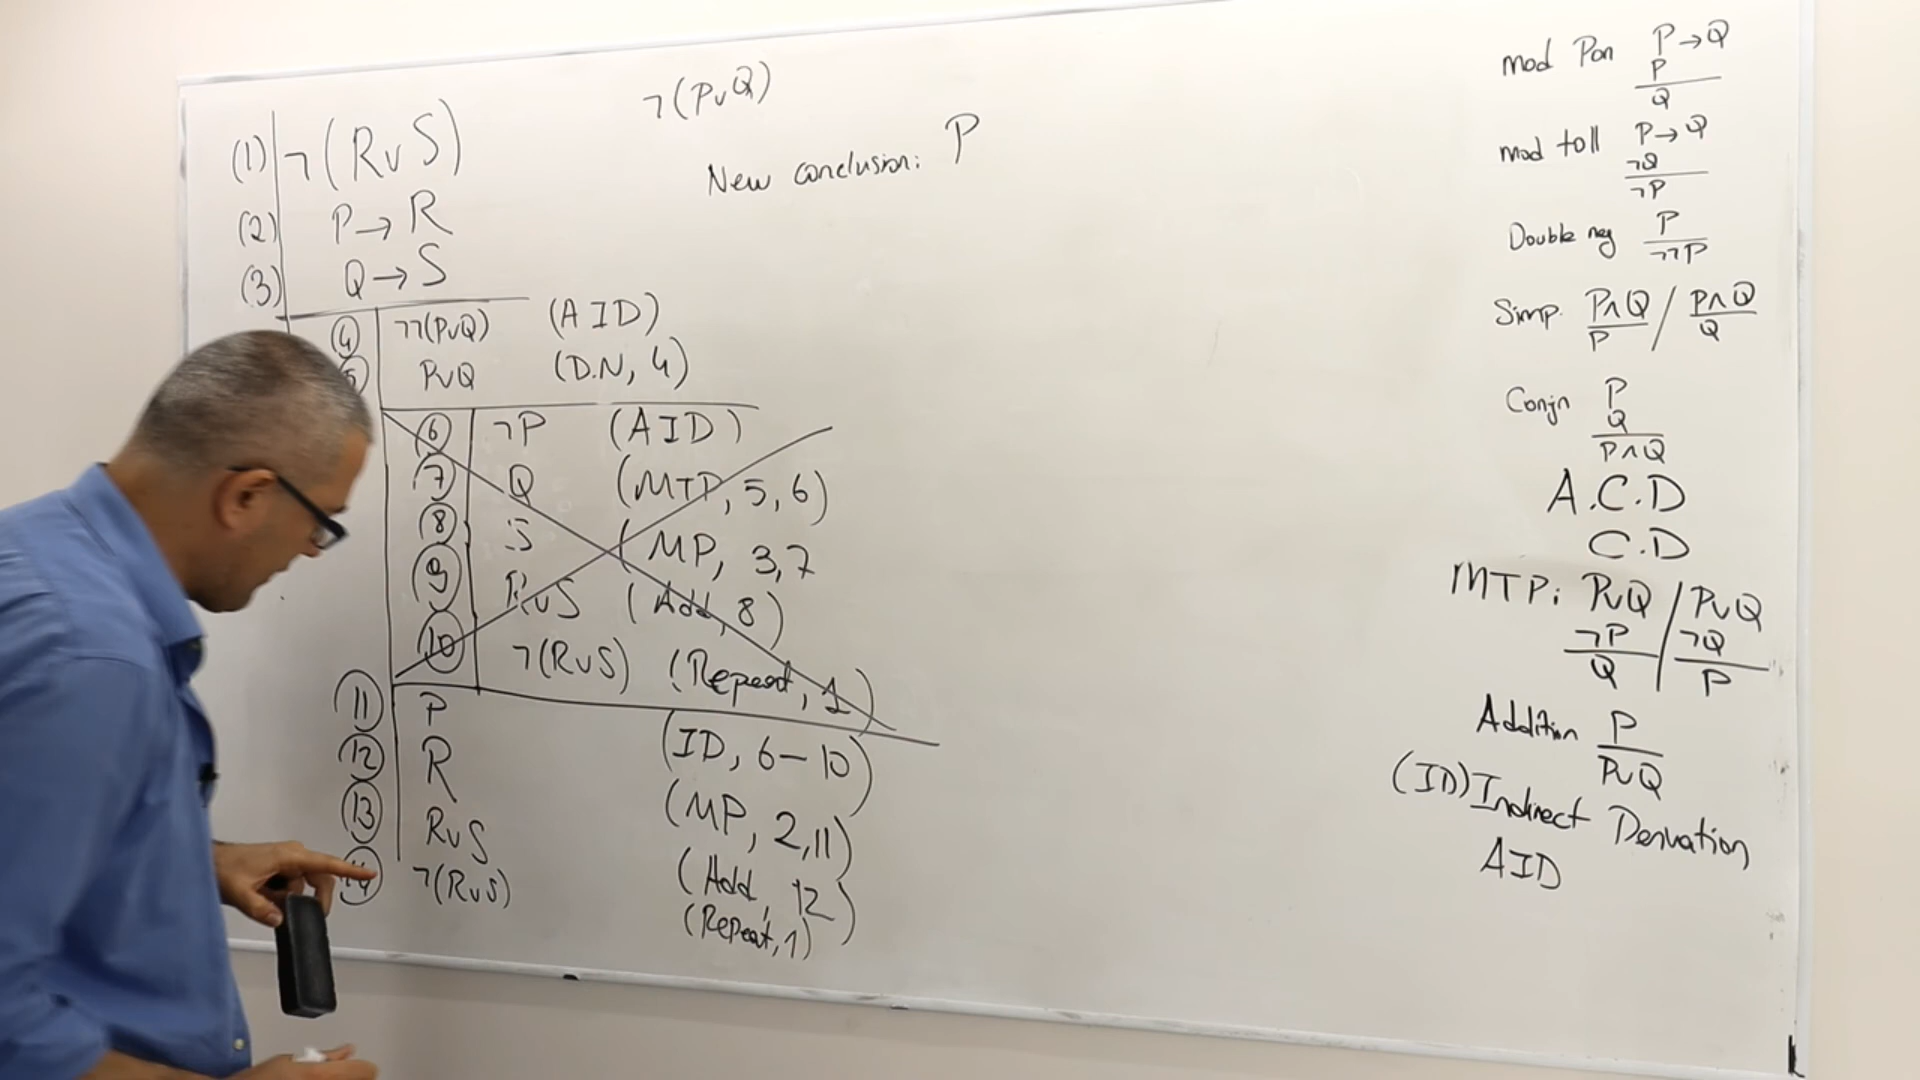 ¬(P∨Q)
New conclusion: P
(1) ¬(R∨S)
(2) P→R
(3) Q→S
4 ¬¬(P∨Q) (AID)
5 P∨Q (D.N, 4)
6 ¬P (AID)
7 Q (MTP, 5, 6)
8 S (MP, 3,7
9 R∨S (Add, 8)
10 ¬(R∨S) (Repeat, 1)
11 P (ID, 6-10)
12 R (MP, 2,11)
13 R∨S (Add, 12)
14 ¬(R∨S) (Repeat, 1)
mod Pon P→Q
P
Q
mod toll P→Q
¬Q
¬P
Double neg P
¬¬P
Simp. P∧Q / P∧Q
P Q
Conjn P
Q
P∧Q
A.C.D
C.D
MTP: P∨Q / P∨Q
¬P ¬Q
Q P
Addition P
P∨Q
(ID) Indirect Derivation
AID